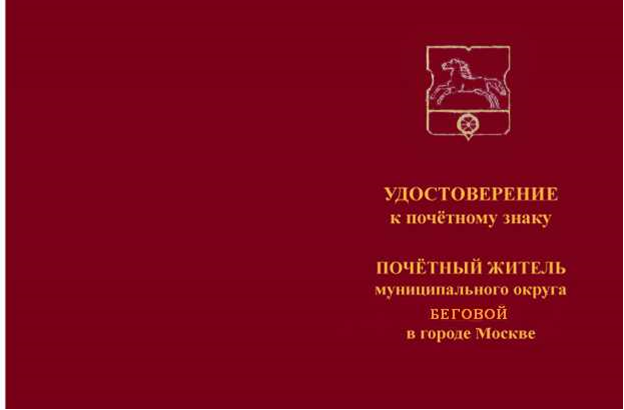 УДОСТОВЕРЕНИЕ
к почётному знаку
ПОЧЁТНЫЙ ЖИТЕЛЬ
муниципального округа
БЕГОВОЙ
в городе Москве